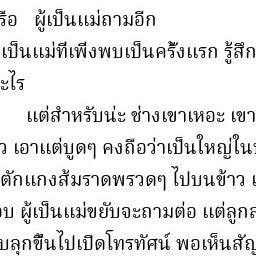 รือ ผู้เป็นแม่ถามอีก
เป็นแม่ที่เพิ่งพบเป็นครั้งแรก รู้สึก
ะไร
แต่สำหรับน่ะ ช่างเขาเหอะ เขา
ว เอาแต่บูดๆ คงถือว่าเป็นใหญ่ใน
ตักแกงส้มราดพรวดๆ ไปบนข้าว
อบ ผู้เป็นแม่ขยับจะถามต่อ แต่ลูก
บลุกขึ้นไปเปิดโทรทัศน์ พอเห็นสัญ